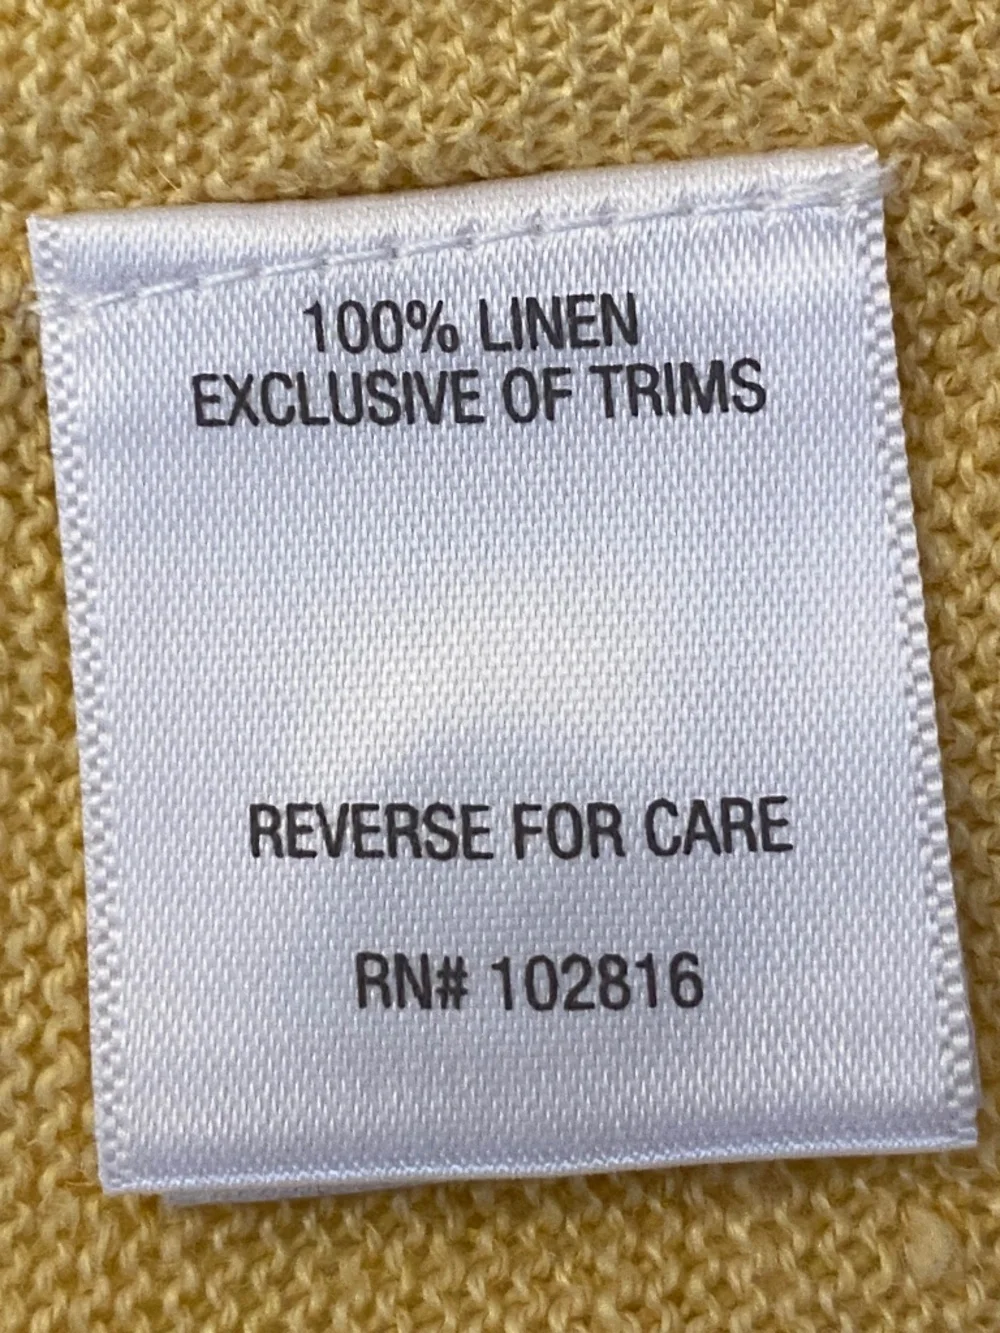 100% LINEN
EXCLUSIVE OF TRIMS
REVERSE FOR CARE
RN# 102816